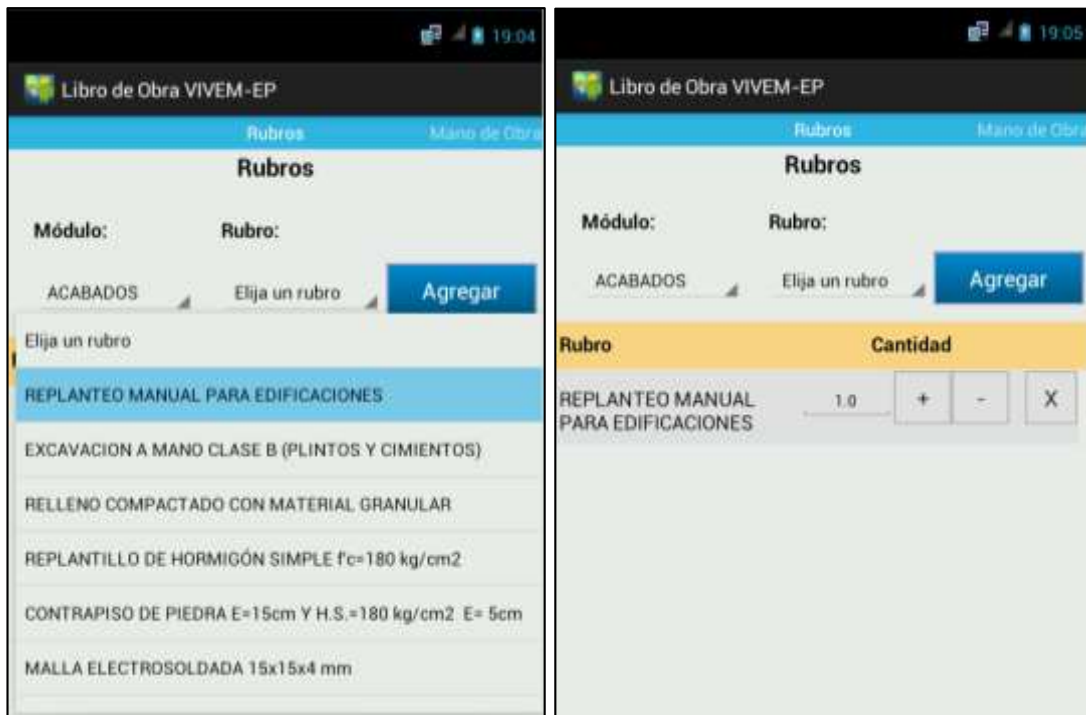 19:04
Libro de Obra VIVEM-EP
Rubros Mano de Obra
Rubros
Módulo: Rubro:
ACABADOS Elija un rubro Agregar
Elija un rubro
REPLANTEO MANUAL PARA EDIFICACIONES
EXCAVACION A MANO CLASE B (PLINTOS Y CIMIENTOS)
RELLENO COMPACTADO CON MATERIAL GRANULAR
REPLANTILLO DE HORMIGÓN SIMPLE f'c=180 kg/cm2
CONTRAPISO DE PIEDRA E=15cm Y H.S.=180 kg/cm2 E= 5cm
MALLA ELECTROSOLDADA 15x15x4 mm
19:05
Libro de Obra VIVEM-EP
Rubros Mano de Obra
Rubros
Módulo: Rubro:
ACABADOS Elija un rubro Agregar
Rubro Cantidad
REPLANTEO MANUAL 1.0 + - X
PARA EDIFICACIONES